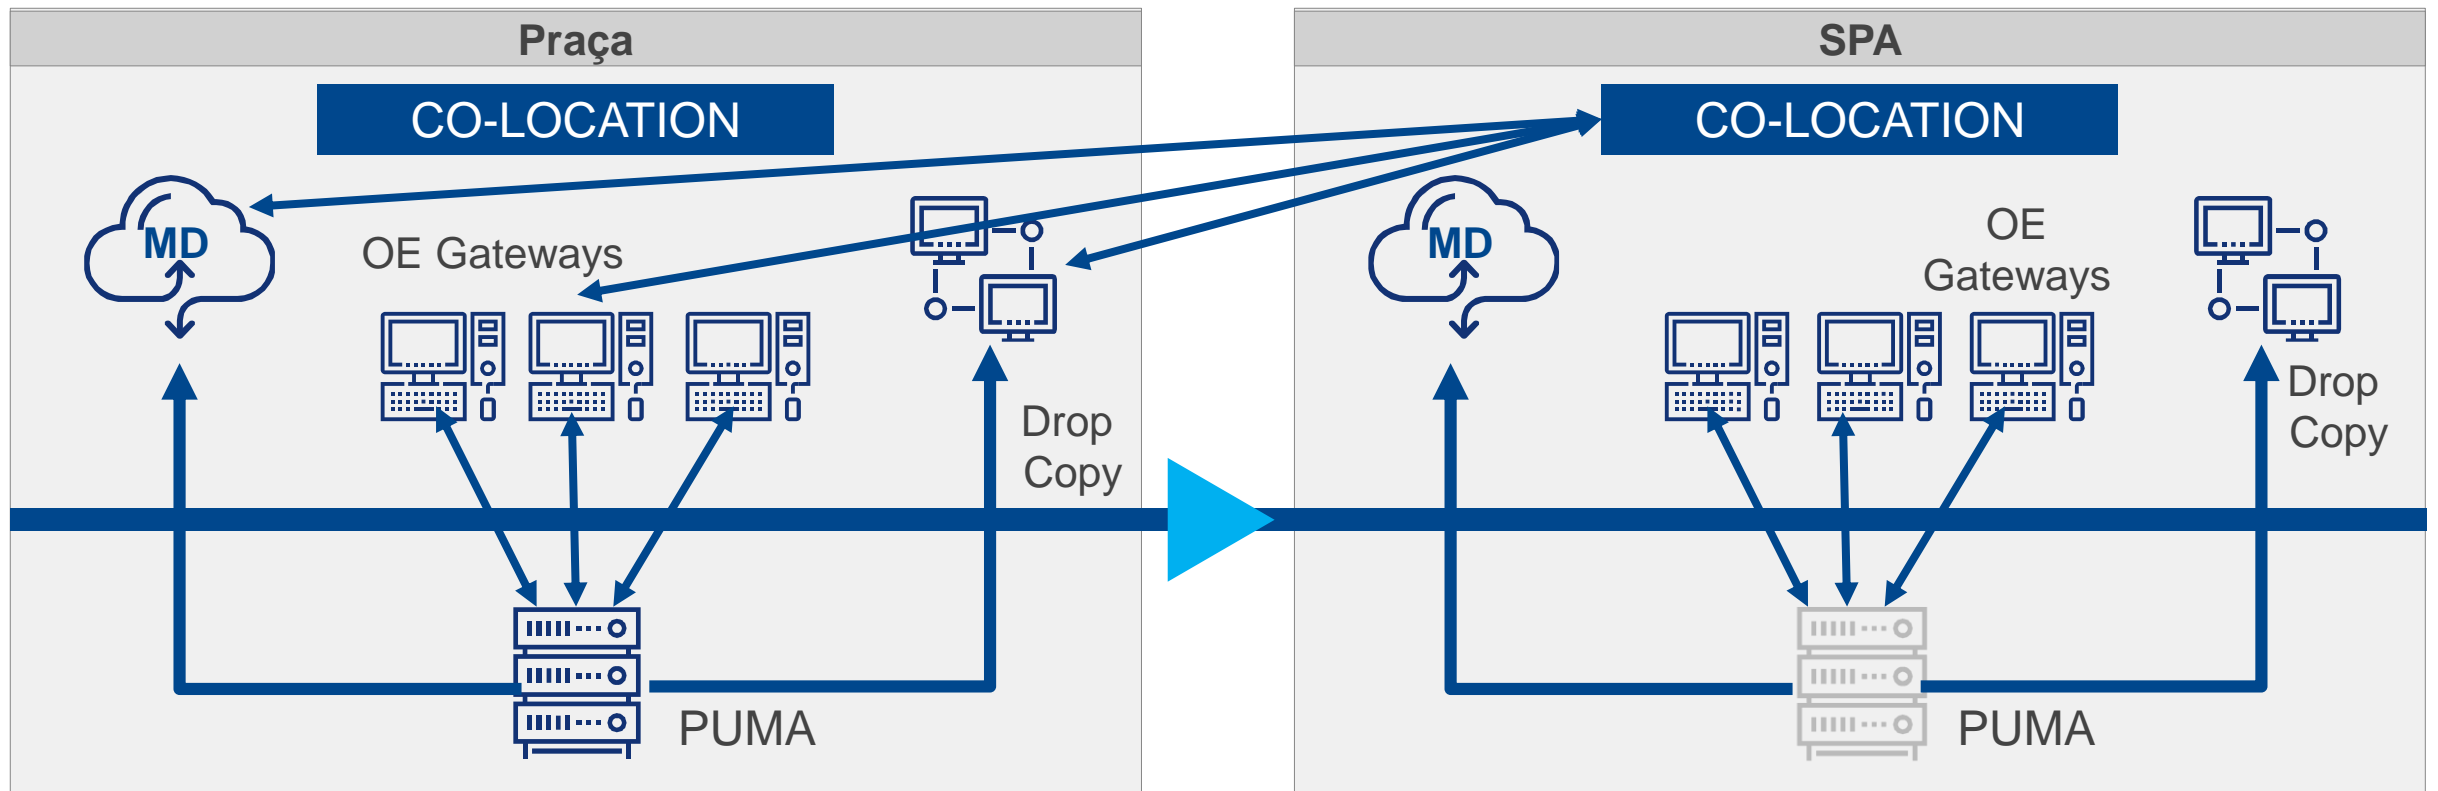 Praça
CO-LOCATION
MD
OE Gateways
Drop
Copy
PUMA
SPA
CO-LOCATION
MD
OE
Gateways
Drop
Copy
PUMA